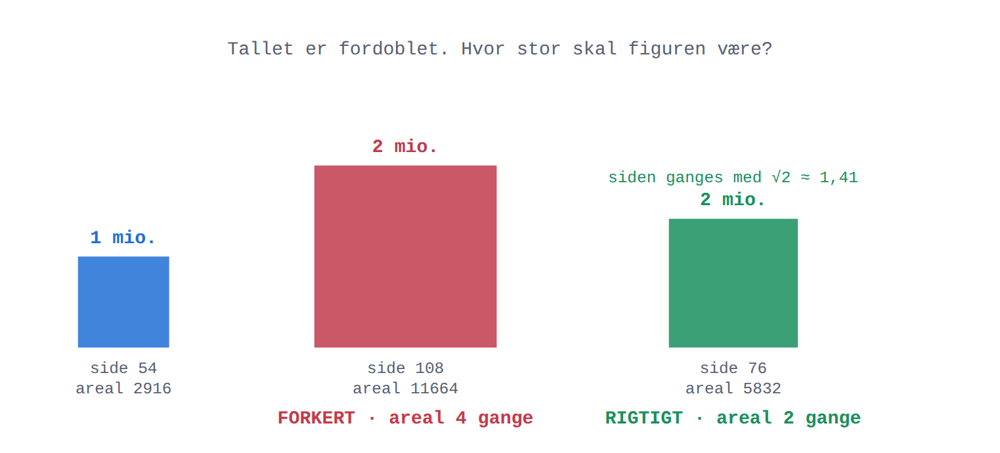 Tallet er fordoblet. Hvor stor skal figuren være?
1 mio.
side 54
areal 2916
2 mio.
side 108
areal 11664
FORKERT · areal 4 gange
siden ganges med √2 ≈ 1,41
2 mio.
side 76
areal 5832
RIGTIGT · areal 2 gange